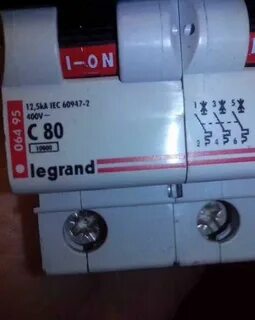 I-ON
064 95
12,5kA IEC 60947-2
400V~
C 80
10000
legrand
1 3 5
2 4 6